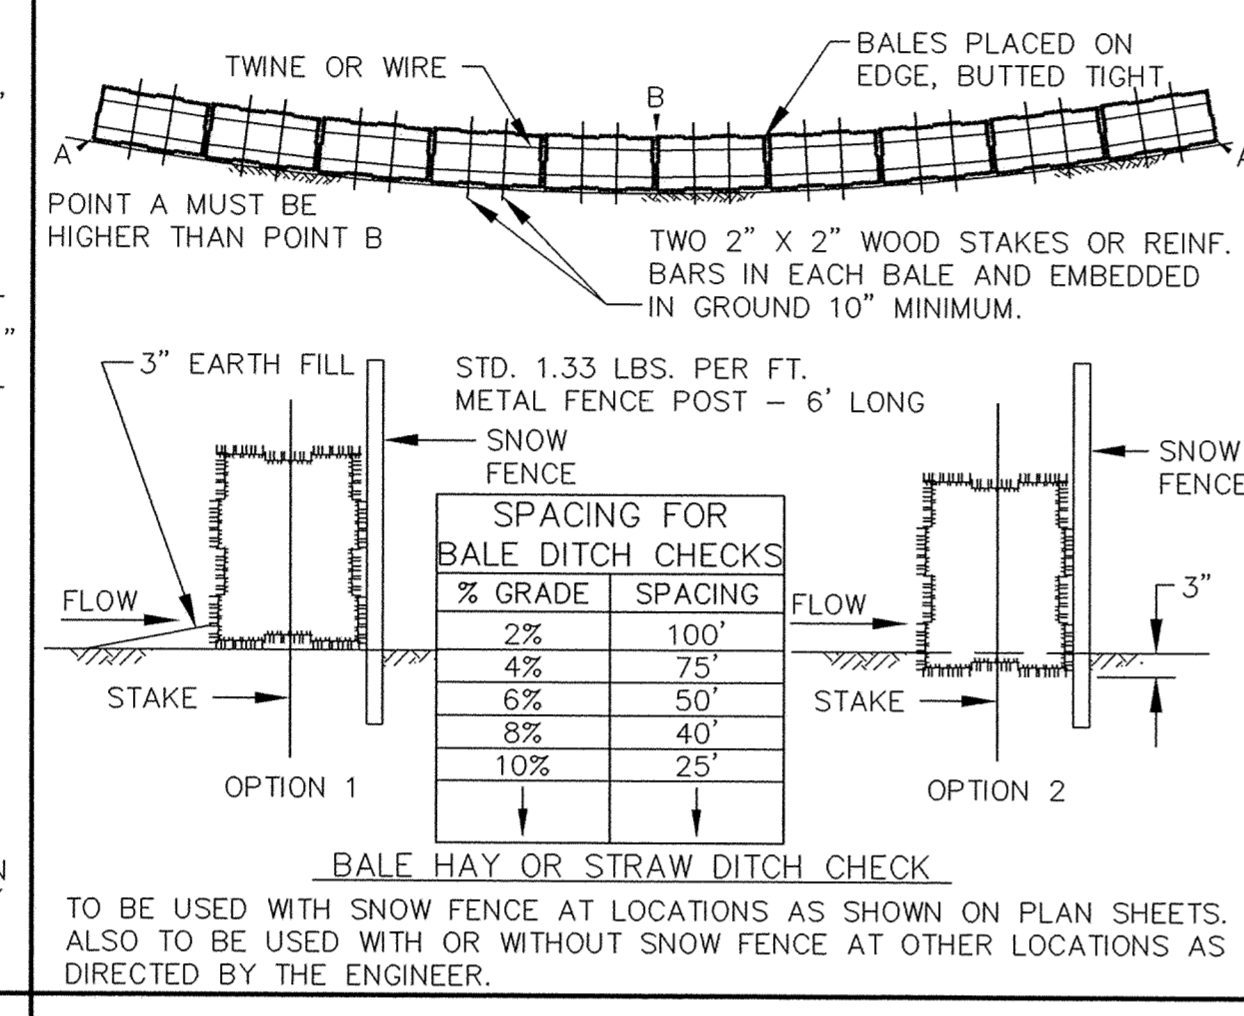 TWINE OR WIRE
BALES PLACED ON
EDGE, BUTTED TIGHT
B
A
A
POINT A MUST BE
HIGHER THAN POINT B
TWO 2" X 2" WOOD STAKES OR REINF.
BARS IN EACH BALE AND EMBEDDED
IN GROUND 10" MINIMUM.
3" EARTH FILL
STD. 1.33 LBS. PER FT.
METAL FENCE POST – 6' LONG
SNOW
FENCE
SNOW
FENCE
SPACING FOR
BALE DITCH CHECKS
% GRADE SPACING
2% 100'
4% 75'
6% 50'
8% 40'
10% 25'
FLOW
STAKE
OPTION 1
FLOW
3"
STAKE
OPTION 2
BALE HAY OR STRAW DITCH CHECK
TO BE USED WITH SNOW FENCE AT LOCATIONS AS SHOWN ON PLAN SHEETS.
ALSO TO BE USED WITH OR WITHOUT SNOW FENCE AT OTHER LOCATIONS AS
DIRECTED BY THE ENGINEER.